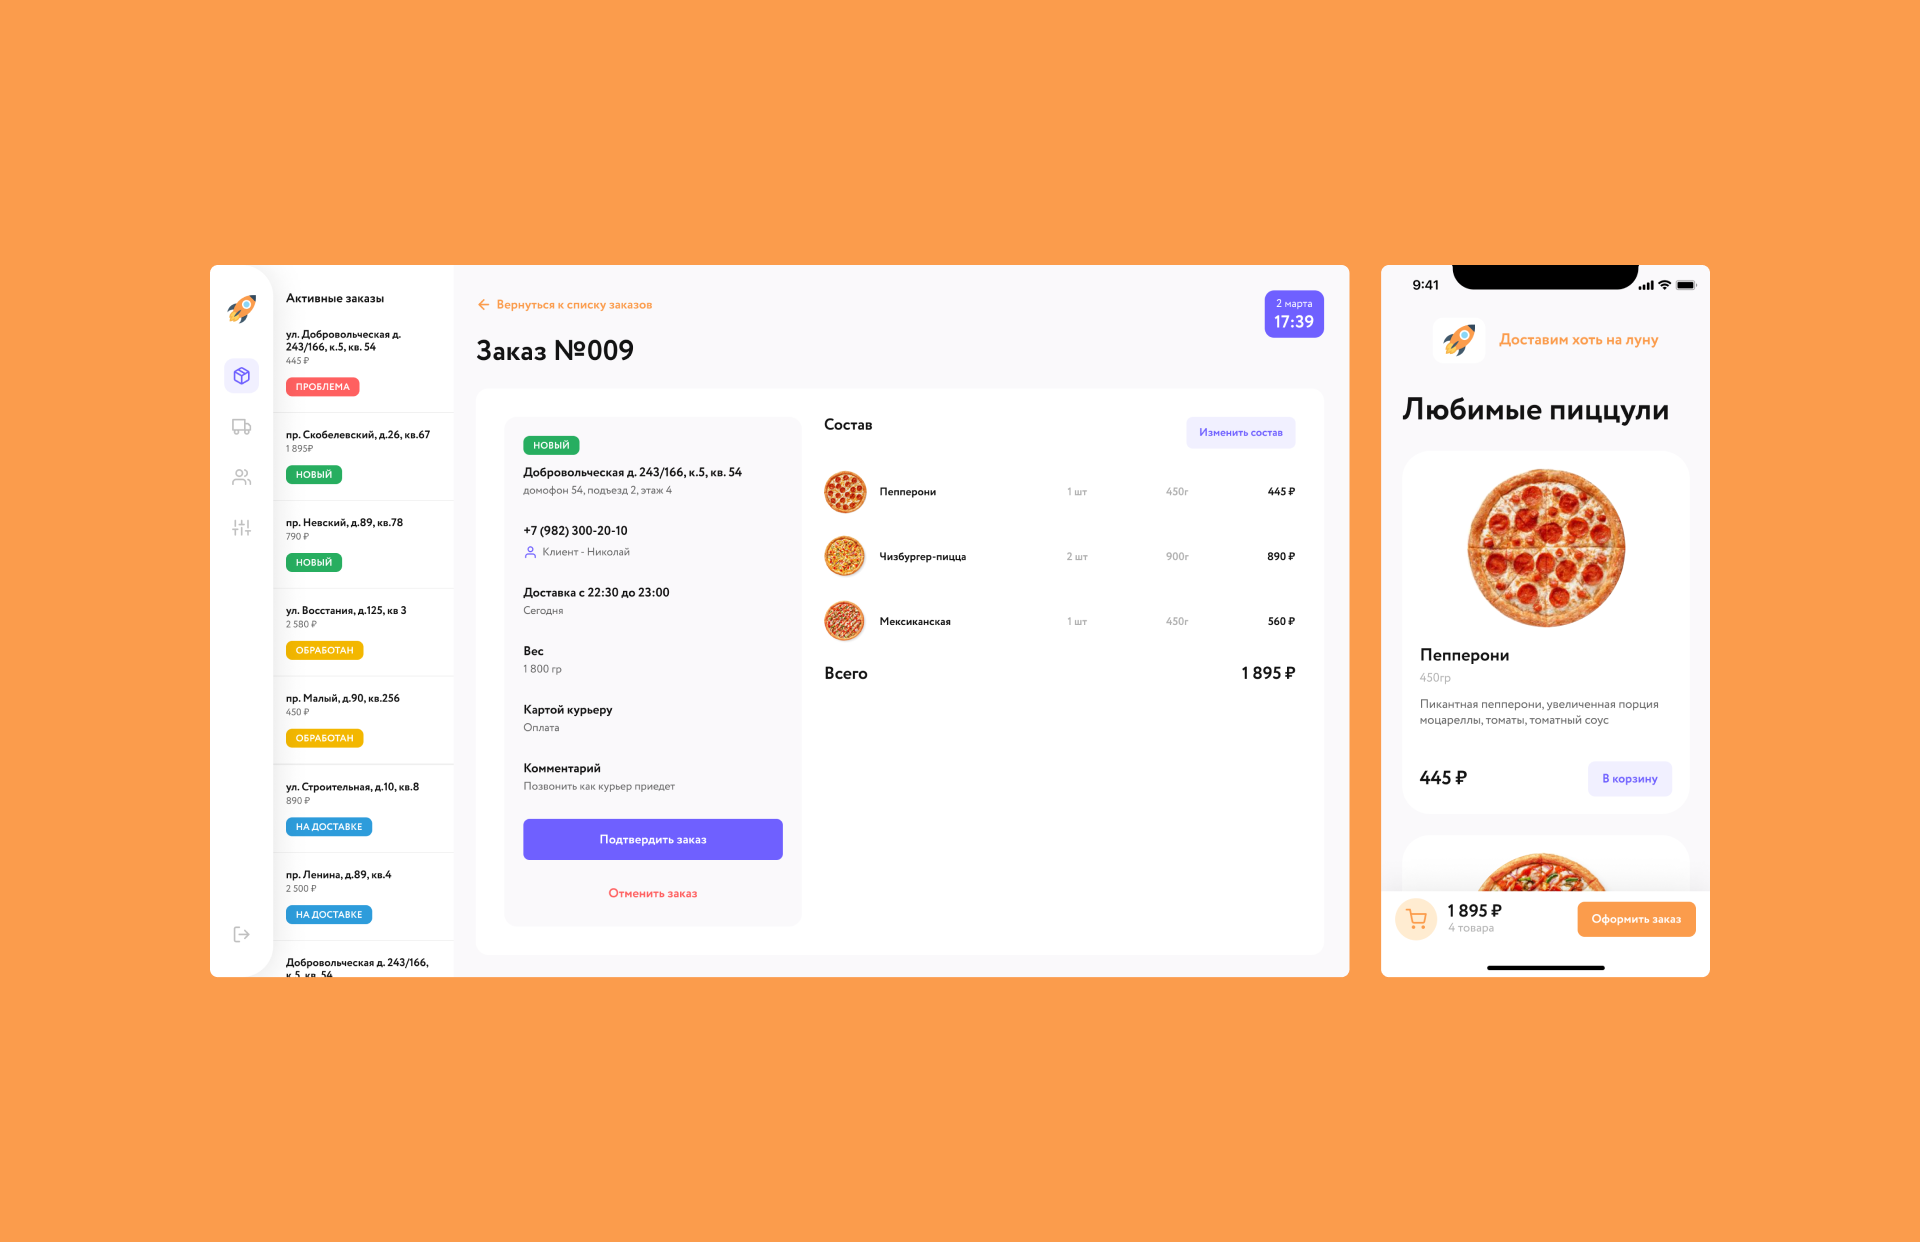 Активные заказы
ул. Добровольческая д.
243/166, к.5, кв. 54
445 ₽
ПРОБЛЕМА
пр. Скобелевский, д.26, кв.67
1 895₽
НОВЫЙ
пр. Невский, д.89, кв.78
790 ₽
НОВЫЙ
ул. Восстания, д.125, кв 3
2 580 ₽
ОБРАБОТАН
пр. Малый, д.90, кв.256
450 ₽
ОБРАБОТАН
ул. Строительная, д.10, кв.8
890 ₽
НА ДОСТАВКЕ
пр. Ленина, д.89, кв.4
2 500 ₽
НА ДОСТАВКЕ
Добровольческая д. 243/166,
к.5, кв. 54
Вернуться к списку заказов
2 марта
17:39
Заказ №009
НОВЫЙ
Добровольческая д. 243/166, к.5, кв. 54
домофон 54, подъезд 2, этаж 4
+7 (982) 300-20-10
Клиент - Николай
Доставка с 22:30 до 23:00
Сегодня
Вес
1 800 гр
Картой курьеру
Оплата
Комментарий
Позвонить как курьер приедет
Подтвердить заказ
Отменить заказ
Состав
Изменить состав
Пепперони 1 шт 450г 445 ₽
Чизбургер-пицца 2 шт 900г 890 ₽
Мексиканская 1 шт 450г 560 ₽
Всего 1 895 ₽
9:41
Доставим хоть на луну
Любимые пиццули
Пепперони
450гр
Пикантная пепперони, увеличенная порция
моцареллы, томаты, томатный соус
445 ₽
В корзину
1 895 ₽
4 товара
Оформить заказ